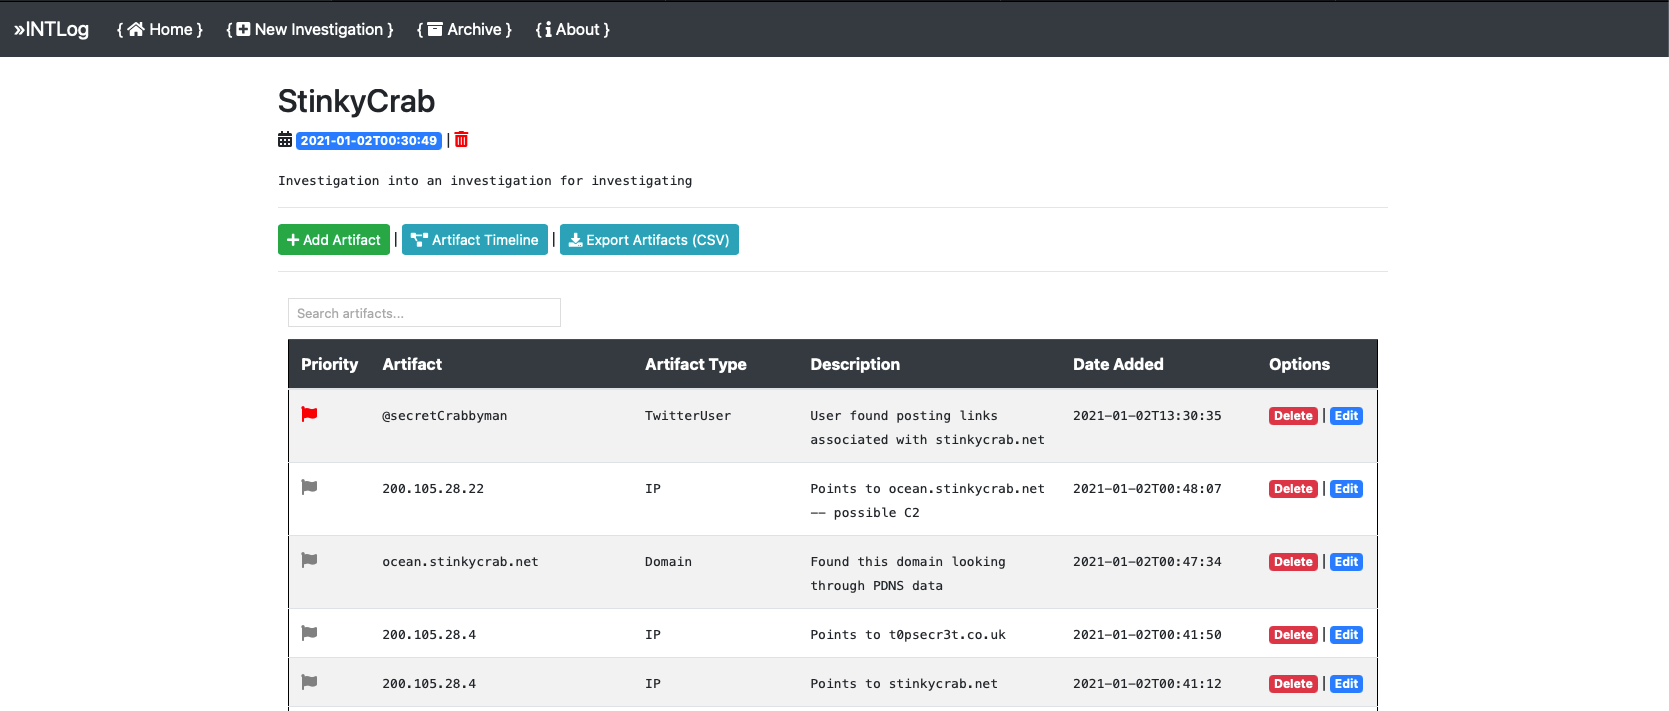 »INTLog { Home } { New Investigation } { Archive } { About }
StinkyCrab
2021-01-02T00:30:49 |
Investigation into an investigation for investigating
Add Artifact | Artifact Timeline | Export Artifacts (CSV)
Search artifacts...
Priority Artifact Artifact Type Description Date Added Options
@secretCrabbyman TwitterUser User found posting links 2021-01-02T13:30:35 Delete | Edit
associated with stinkycrab.net
200.105.28.22 IP Points to ocean.stinkycrab.net 2021-01-02T00:48:07 Delete | Edit
—— possible C2
ocean.stinkycrab.net Domain Found this domain looking 2021-01-02T00:47:34 Delete | Edit
through PDNS data
200.105.28.4 IP Points to t0psecr3t.co.uk 2021-01-02T00:41:50 Delete | Edit
200.105.28.4 IP Points to stinkycrab.net 2021-01-02T00:41:12 Delete | Edit